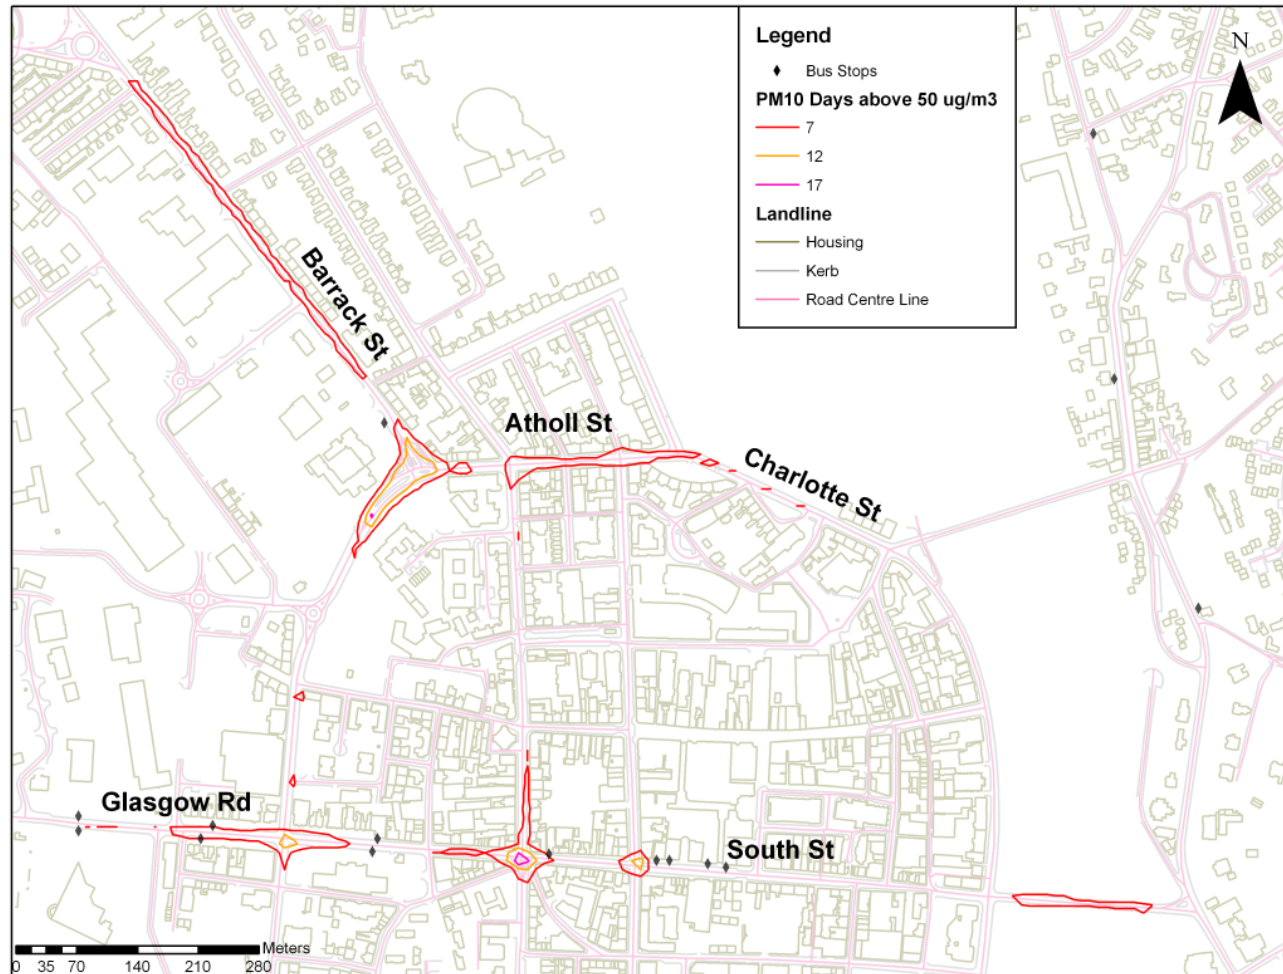 Legend
Bus Stops
PM10 Days above 50 ug/m3
7
12
17
Landline
Housing
Kerb
Road Centre Line
N
Barrack St
Atholl St
Charlotte St
Glasgow Rd
South St
Meters
0 35 70 140 210 280